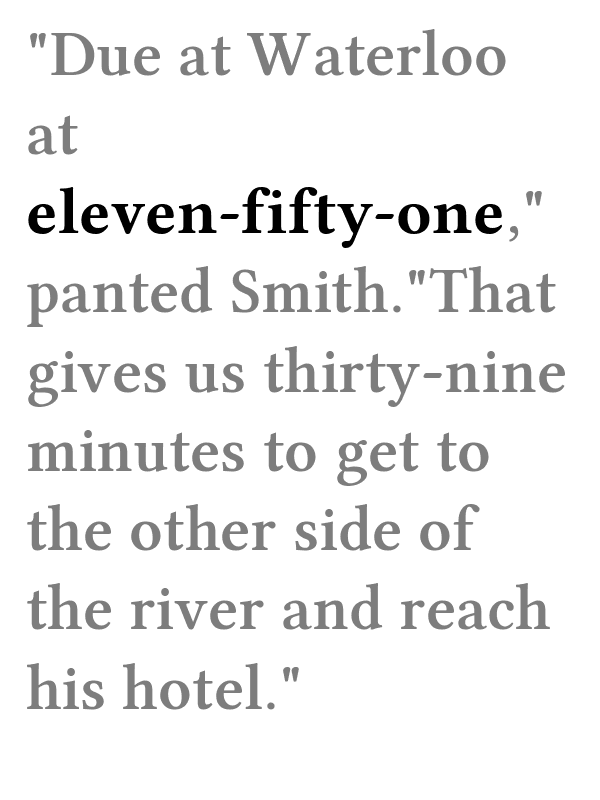 "Due at Waterloo
at
eleven-fifty-one,"
panted Smith."That
gives us thirty-nine
minutes to get to
the other side of
the river and reach
his hotel."